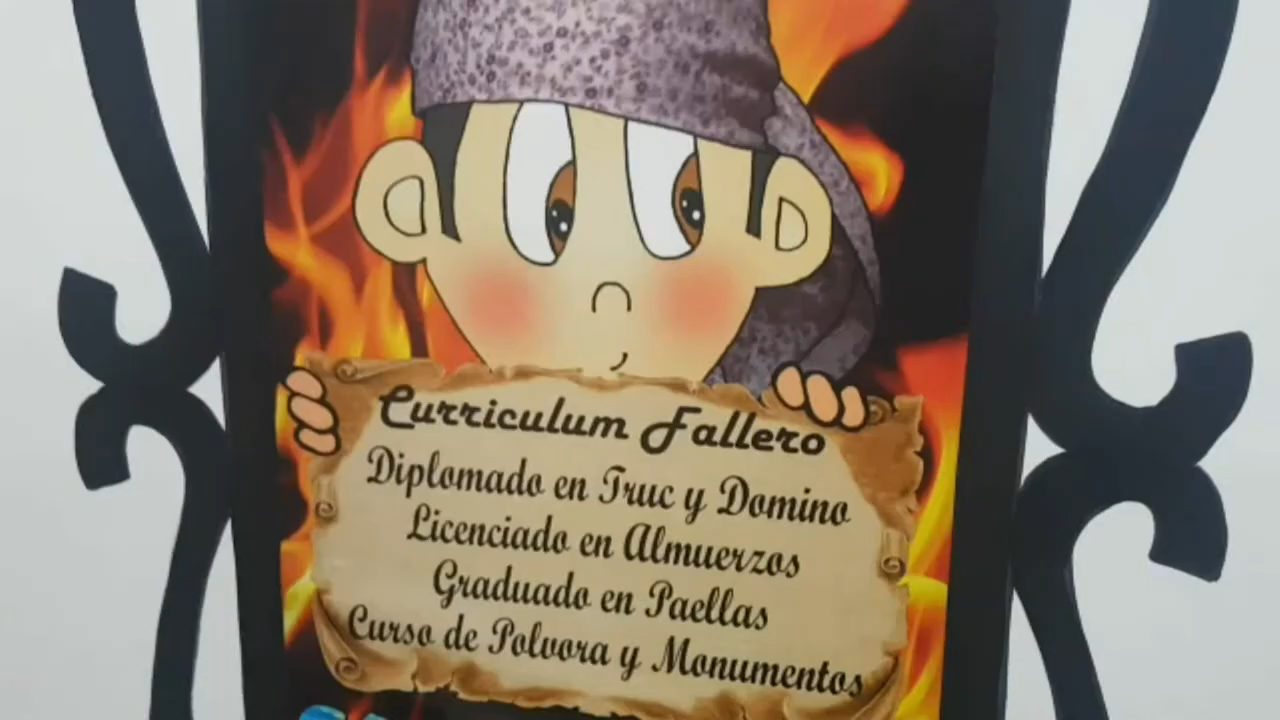 Curriculum Fallero
Diplomado en Truc y Domino
Licenciado en Almuerzos
Graduado en Paellas
Curso de Polvora y Monumentos